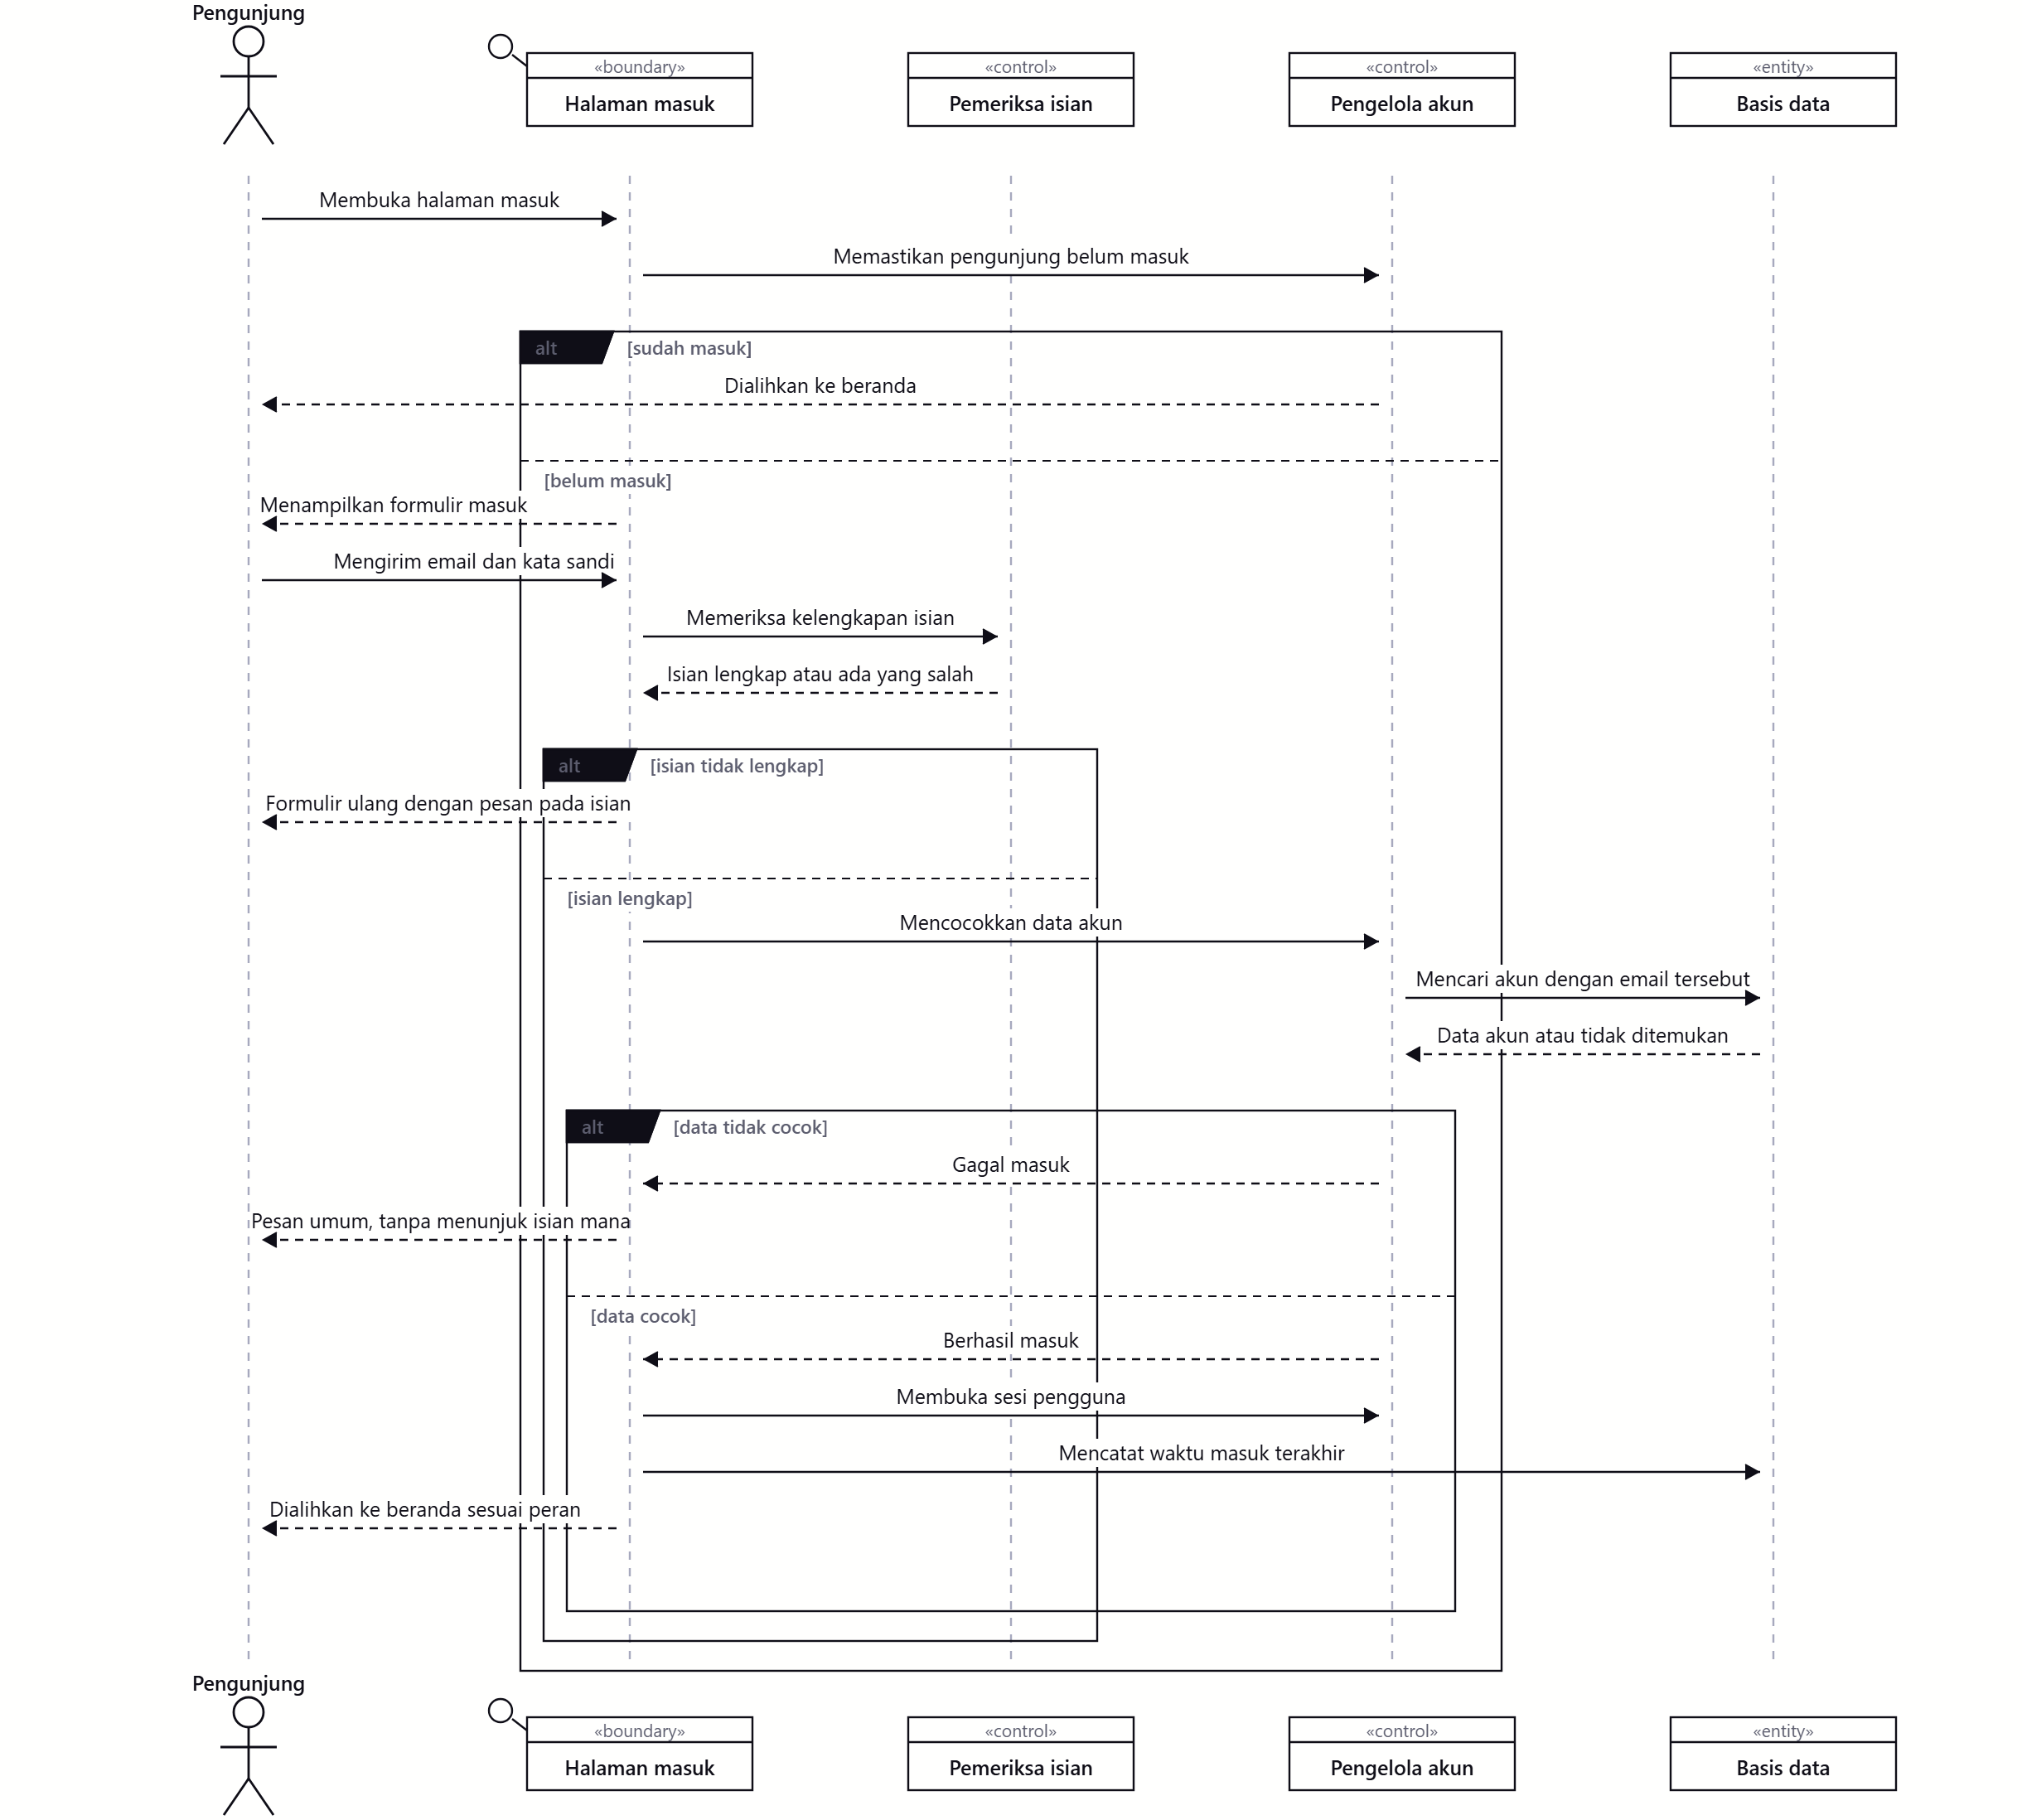 Pengunjung
«boundary»
Halaman masuk
«control»
Pemeriksa isian
«control»
Pengelola akun
«entity»
Basis data
Membuka halaman masuk
Memastikan pengunjung belum masuk
alt
[sudah masuk]
Dialihkan ke beranda
[belum masuk]
Menampilkan formulir masuk
Mengirim email dan kata sandi
Memeriksa kelengkapan isian
Isian lengkap atau ada yang salah
alt
[isian tidak lengkap]
Formulir ulang dengan pesan pada isian
[isian lengkap]
Mencocokkan data akun
Mencari akun dengan email tersebut
Data akun atau tidak ditemukan
alt
[data tidak cocok]
Gagal masuk
Pesan umum, tanpa menunjuk isian mana
[data cocok]
Berhasil masuk
Membuka sesi pengguna
Mencatat waktu masuk terakhir
Dialihkan ke beranda sesuai peran
Pengunjung
«boundary»
Halaman masuk
«control»
Pemeriksa isian
«control»
Pengelola akun
«entity»
Basis data